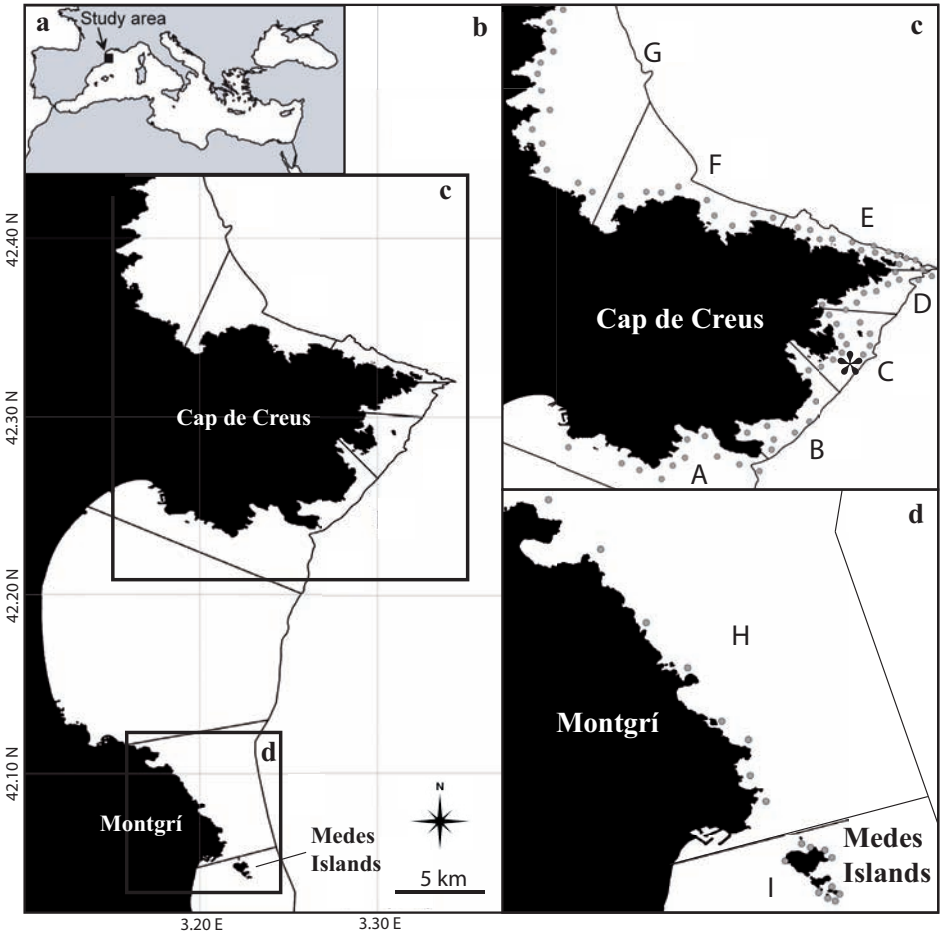 a
Study area
b
c
42.40 N
42.30 N
42.20 N
42.10 N
Cap de Creus
d
Montgrí
Medes
Islands
N
5 km
3.20 E
3.30 E
c
G
F
E
D
Cap de Creus
*
C
B
A
d
H
Montgrí
Medes
Islands
I